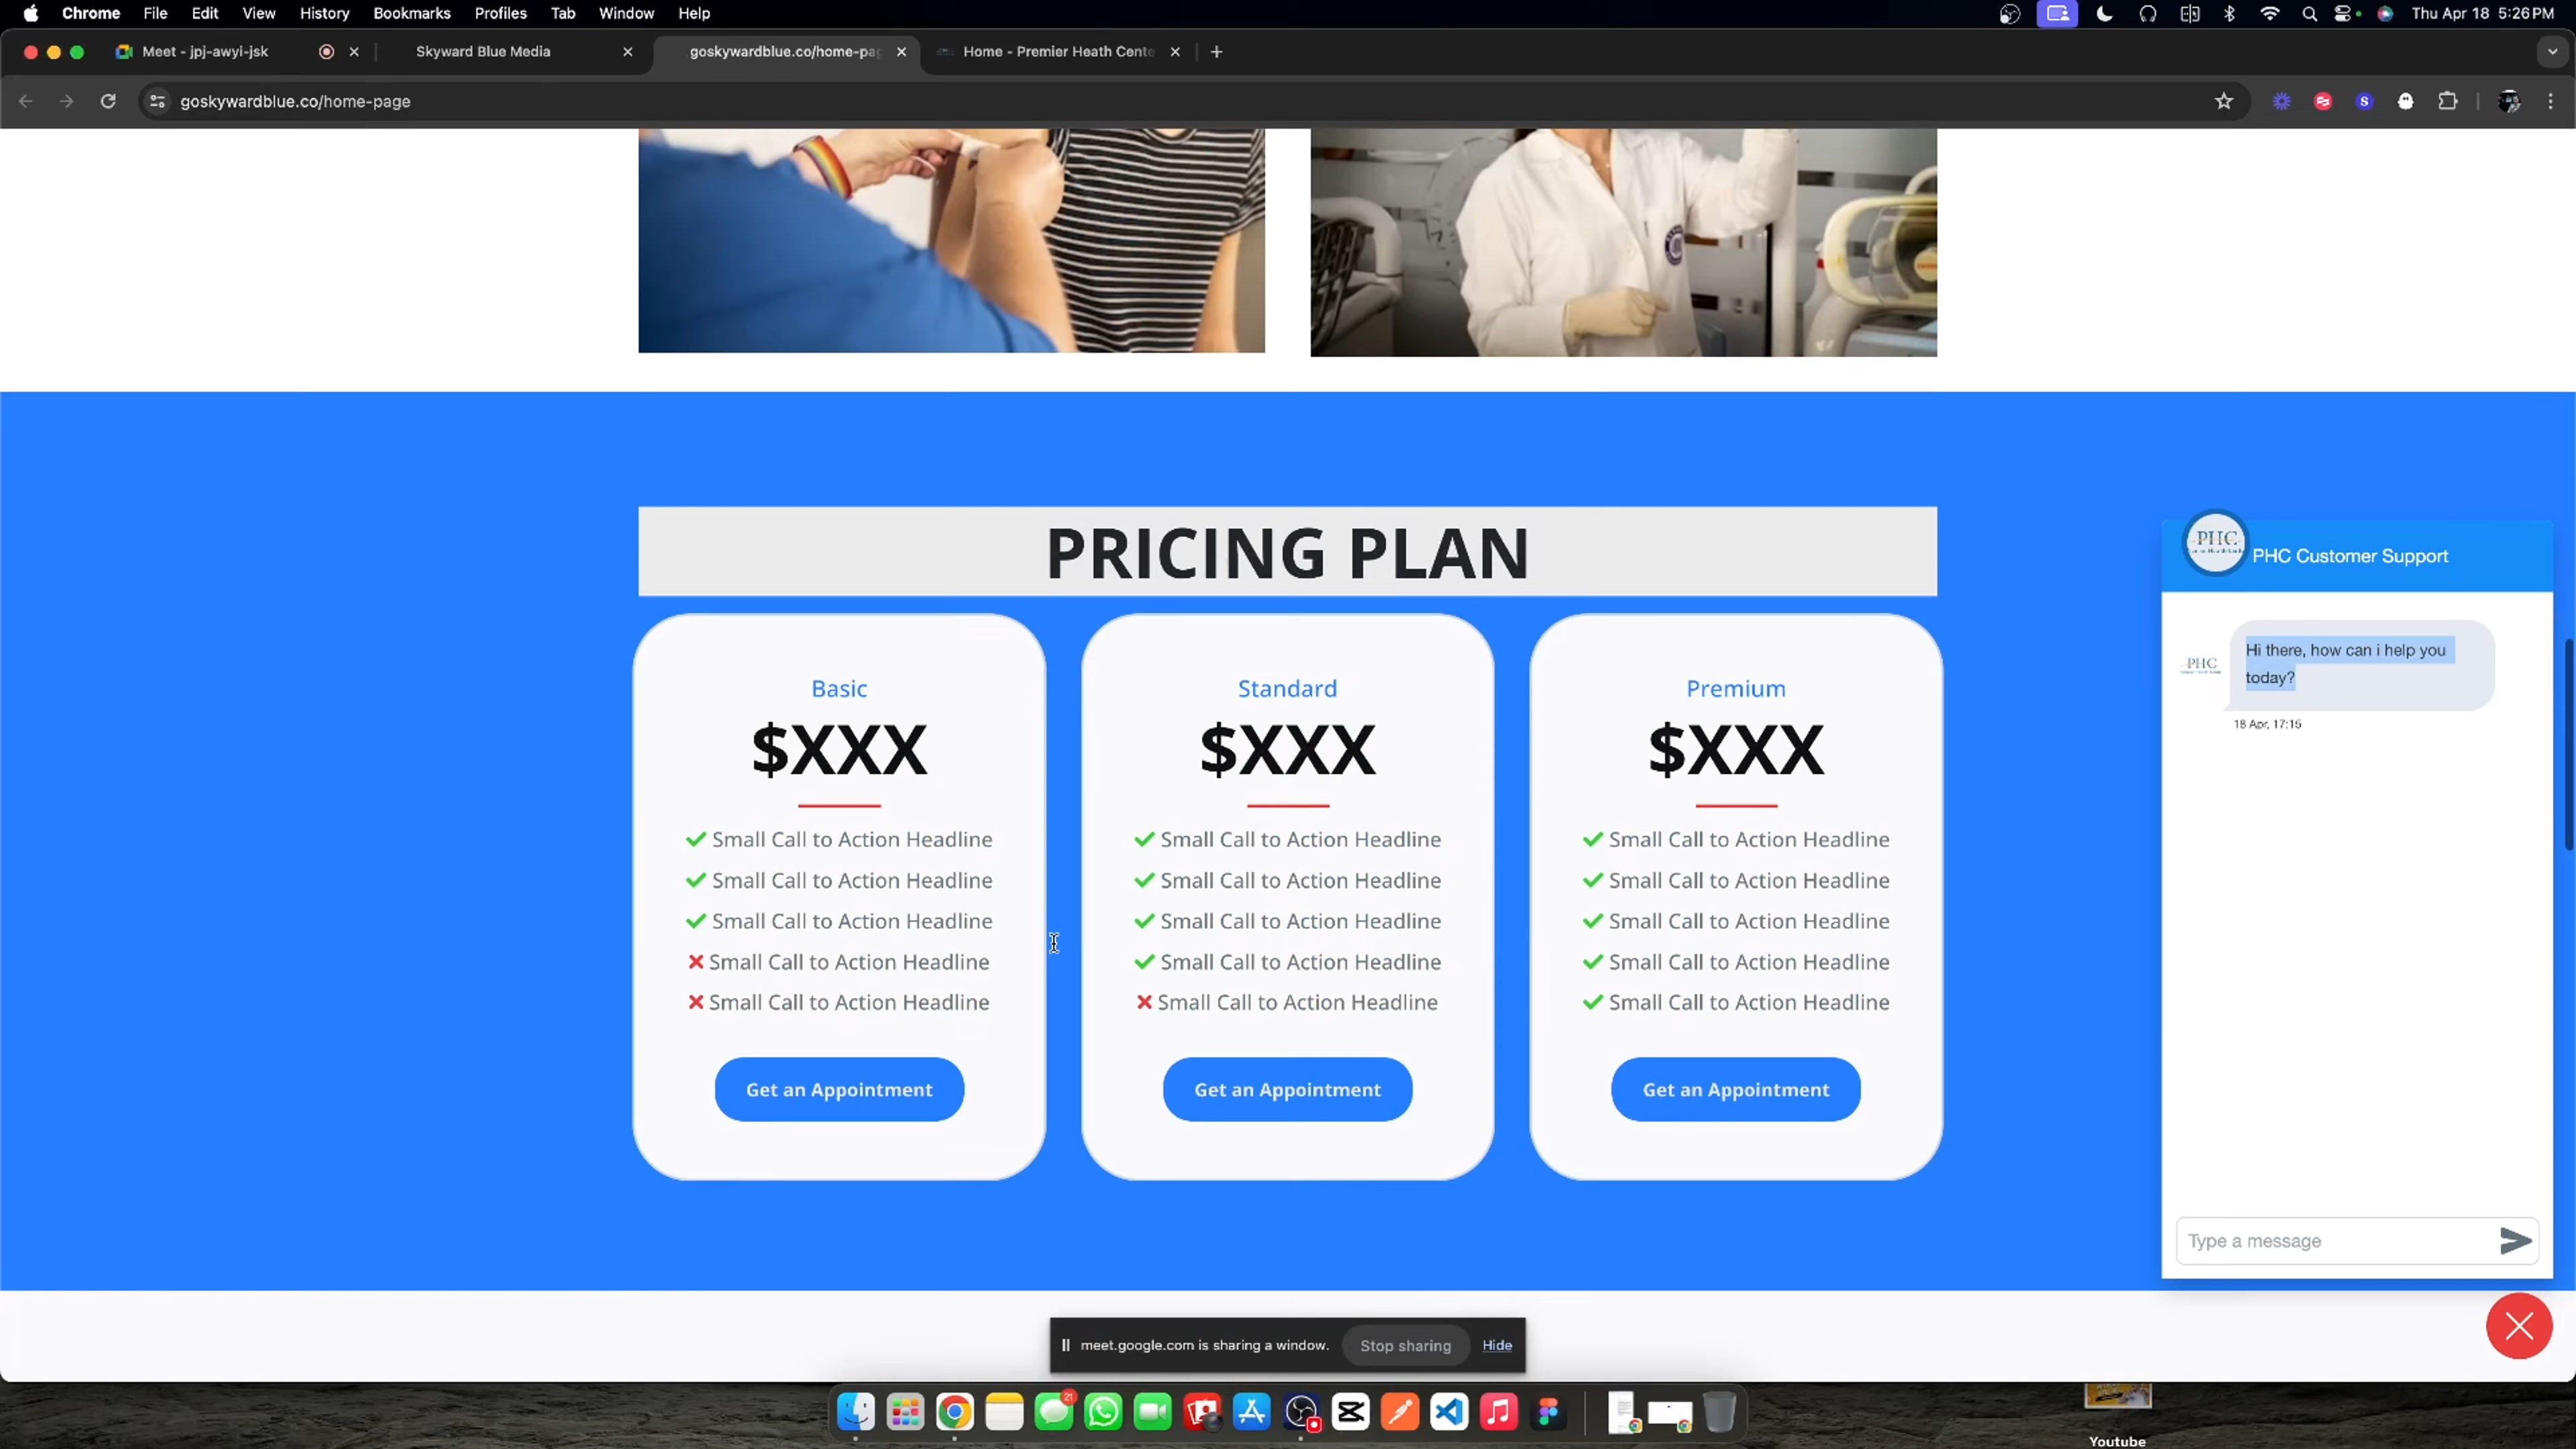 Chrome File Edit View History Bookmarks Profiles Tab Window Help Thu Apr 18 5:26 PM
Meet - jpj-awyi-jsk Skyward Blue Media goskywardblue.co/home-pag Home - Premier Heath Cente
goskywardblue.co/home-page
PRICING PLAN
Basic
$XXX
Small Call to Action Headline
Small Call to Action Headline
Small Call to Action Headline
Small Call to Action Headline
Small Call to Action Headline
Get an Appointment
Standard
$XXX
Small Call to Action Headline
Small Call to Action Headline
Small Call to Action Headline
Small Call to Action Headline
Small Call to Action Headline
Get an Appointment
Premium
$XXX
Small Call to Action Headline
Small Call to Action Headline
Small Call to Action Headline
Small Call to Action Headline
Small Call to Action Headline
Get an Appointment
PHC
PHC Customer Support
PHC
Hi there, how can i help you
today?
18 Apr, 17:15
Type a message
meet.google.com is sharing a window. Stop sharing Hide
21
Youtube